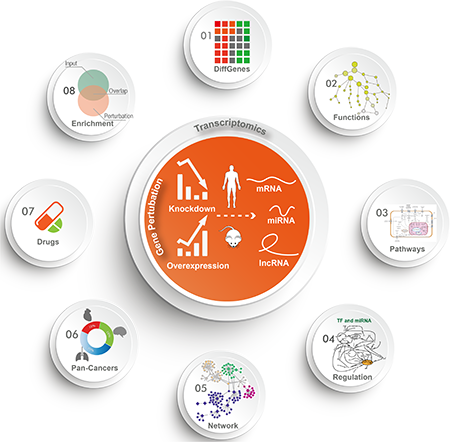 01
DiffGenes
02
Functions
03
Pathways
TF and miRNA
04
Regulation
05
Network
06
Pan-Cancers
07
Drugs
Input
08
Overlap
Perturbation
Enrichment
Transcriptomics
Gene Pertubation
Knockdown
mRNA
miRNA
Overexpression
lncRNA